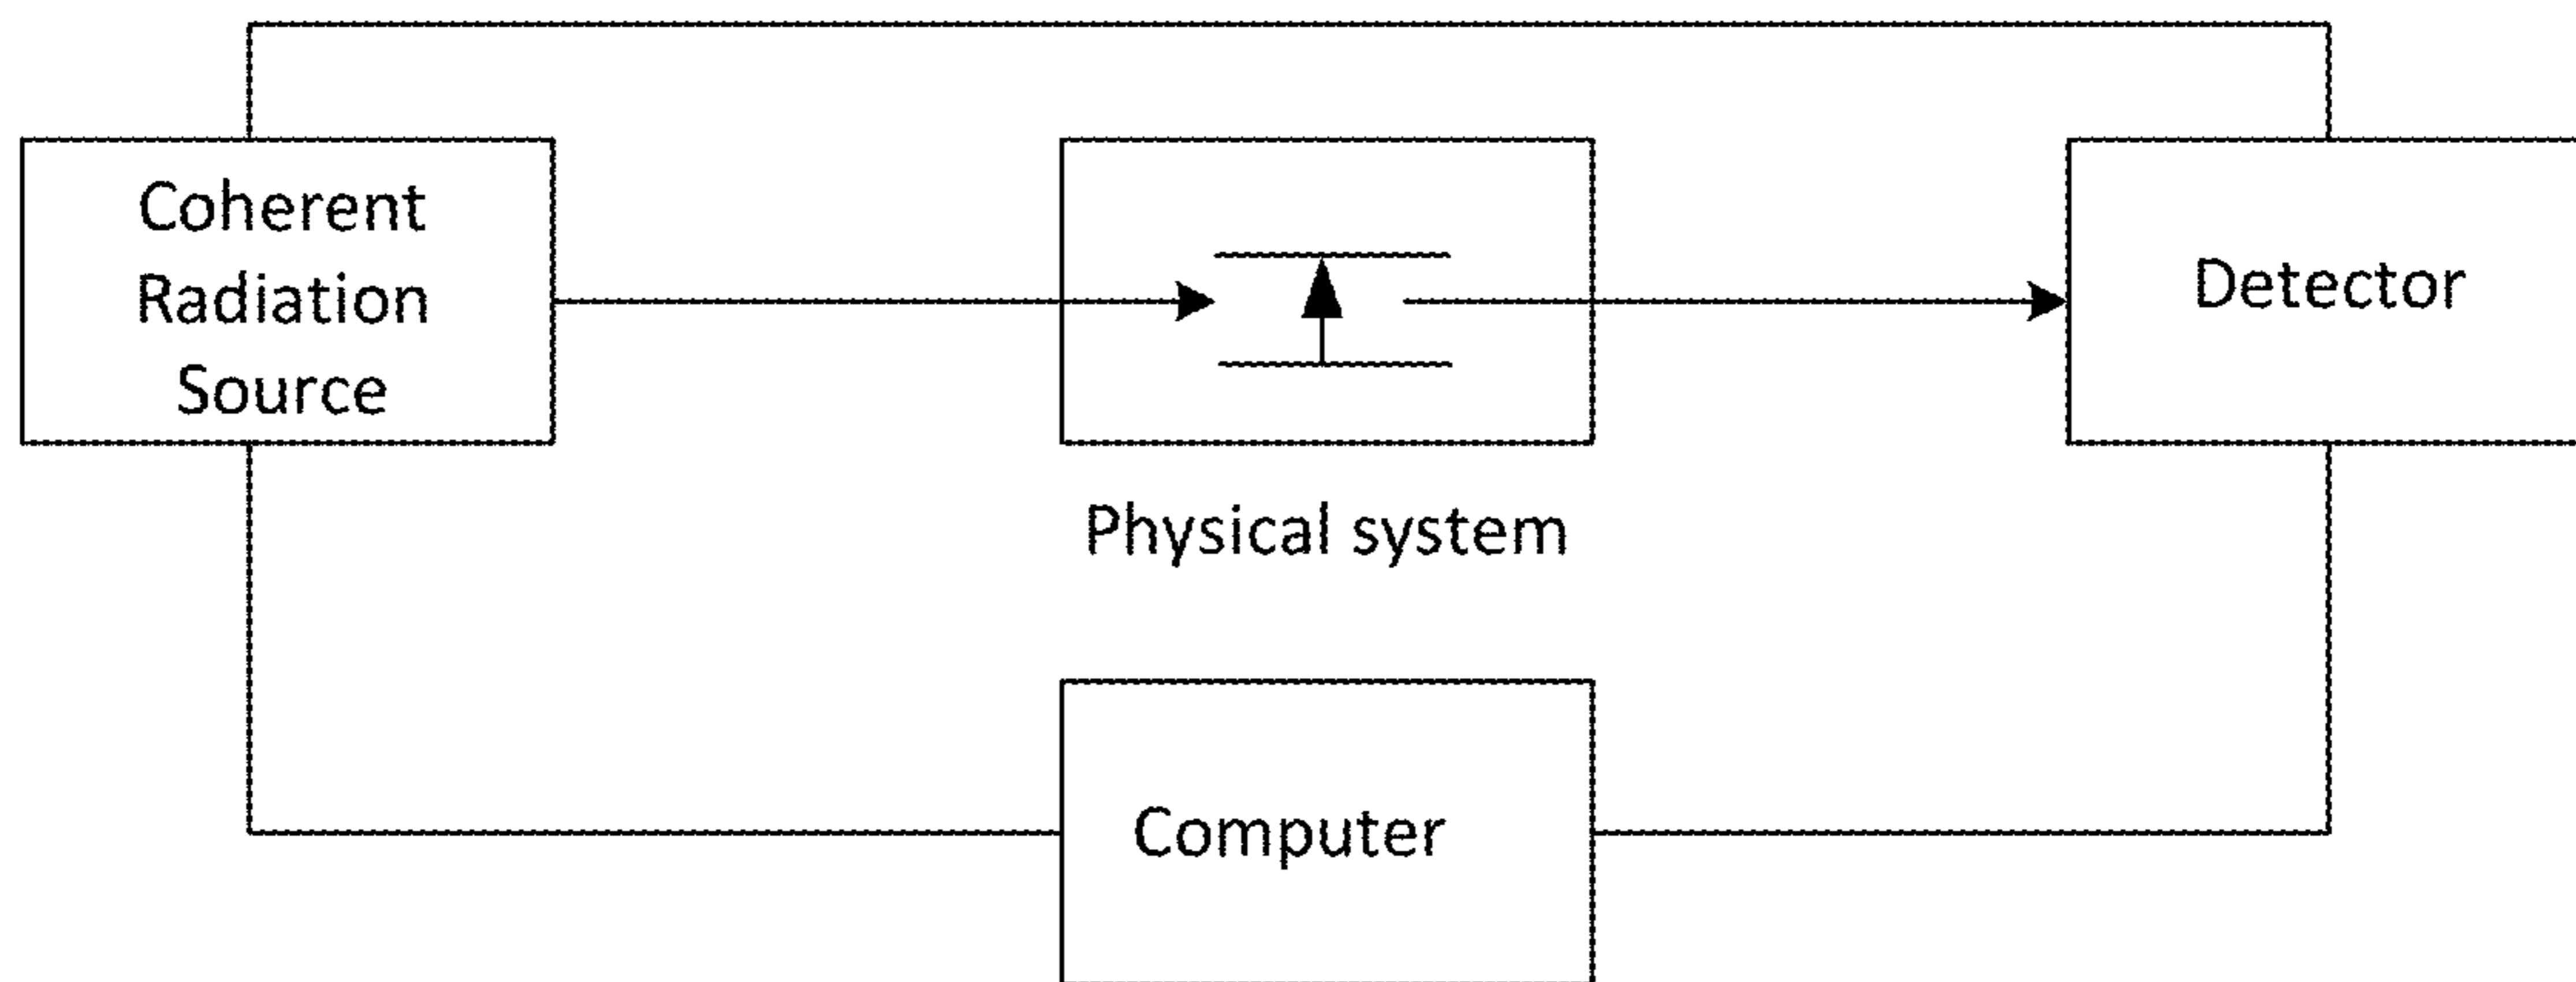 Coherent
Radiation
Source
Detector
Physical system
Computer